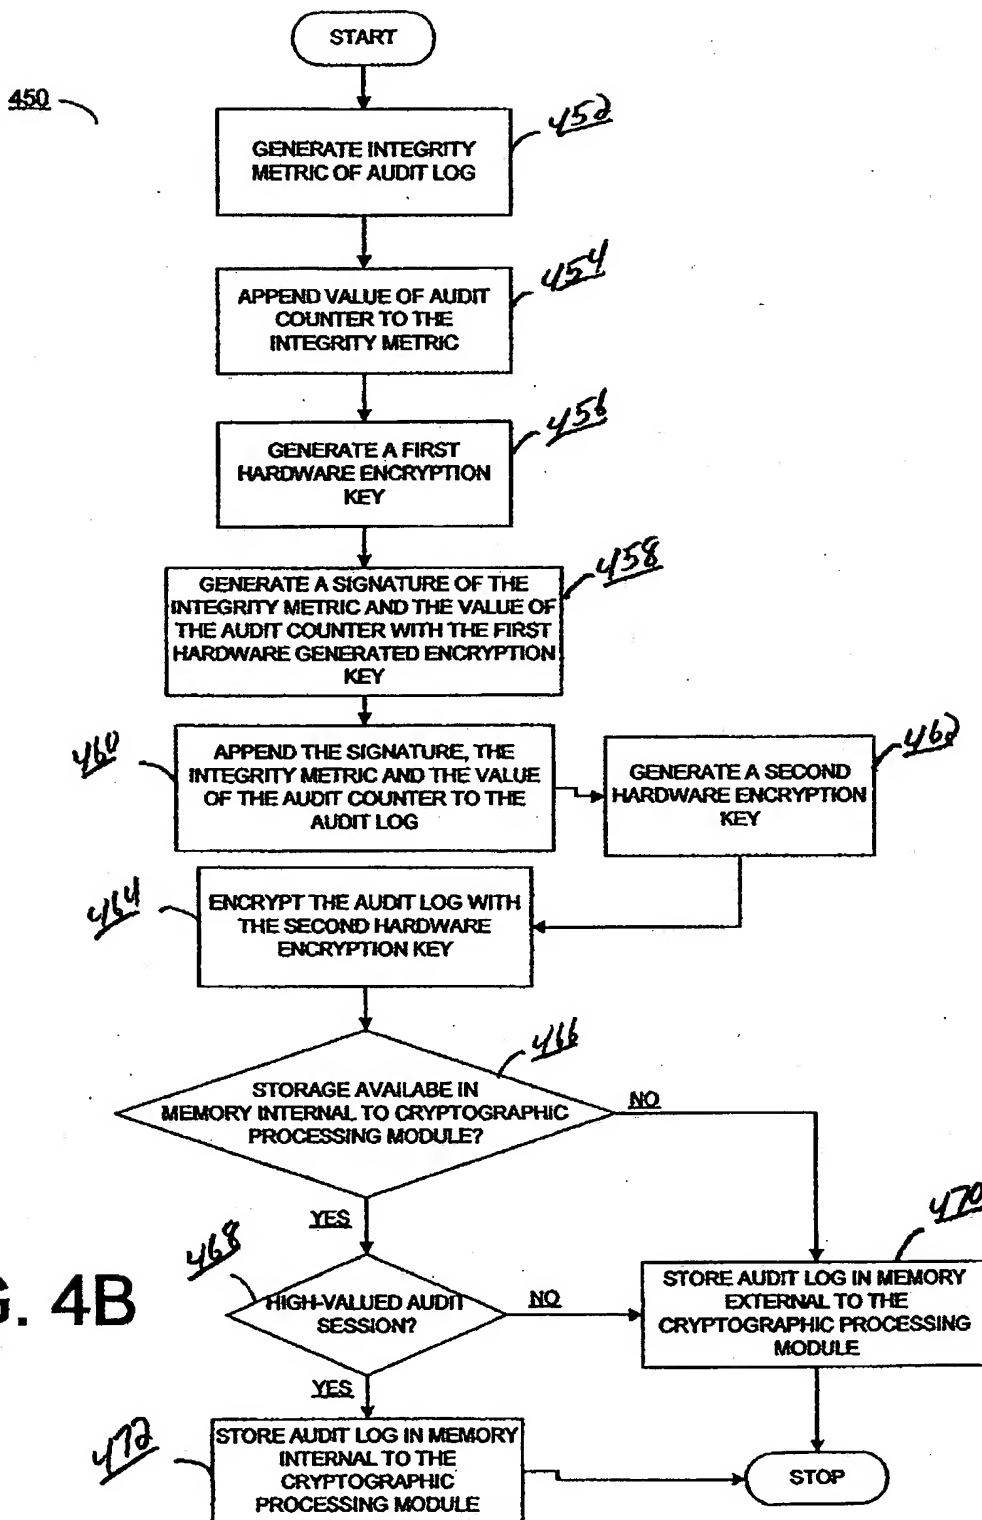 START
450
GENERATE INTEGRITY
METRIC OF AUDIT LOG
452
APPEND VALUE OF AUDIT
COUNTER TO THE
INTEGRITY METRIC
454
GENERATE A FIRST
HARDWARE ENCRYPTION
KEY
456
GENERATE A SIGNATURE OF THE
INTEGRITY METRIC AND THE VALUE OF
THE AUDIT COUNTER WITH THE FIRST
HARDWARE GENERATED ENCRYPTION
KEY
458
460
APPEND THE SIGNATURE, THE
INTEGRITY METRIC AND THE VALUE
OF THE AUDIT COUNTER TO THE
AUDIT LOG
462
GENERATE A SECOND
HARDWARE ENCRYPTION
KEY
464
ENCRYPT THE AUDIT LOG WITH
THE SECOND HARDWARE
ENCRYPTION KEY
466
STORAGE AVAILABE IN
MEMORY INTERNAL TO CRYPTOGRAPHIC
PROCESSING MODULE?
NO
YES
468
HIGH-VALUED AUDIT
SESSION?
NO
YES
470
STORE AUDIT LOG IN MEMORY
EXTERNAL TO THE
CRYPTOGRAPHIC PROCESSING
MODULE
G. 4B
472
STORE AUDIT LOG IN MEMORY
INTERNAL TO THE
CRYPTOGRAPHIC
PROCESSING MODULE
STOP